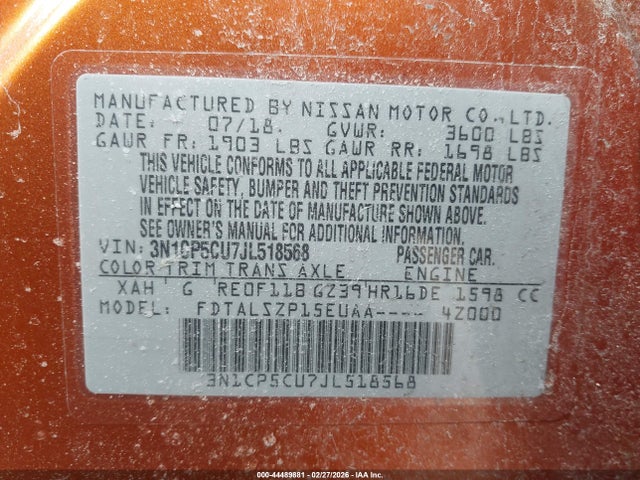 MANUFACTURED BY NISSAN MOTOR CO., LTD.
DATE: 07/18. GVWR: 3600 LBS
GAWR FR: 1903 LBS GAWR RR: 1698 LBS
THIS VEHICLE CONFORMS TO ALL APPLICABLE FEDERAL MOTOR
VEHICLE SAFETY, BUMPER AND THEFT PREVENTION STANDARDS
IN EFFECT ON THE DATE OF MANUFACTURE SHOWN ABOVE.
SEE OWNER'S MANUAL FOR ADDITIONAL INFORMATION.
VIN: 3N1CP5CU7JL518568 PASSENGER CAR.
COLOR TRIM TRANS AXLE ENGINE
XAH G RE0F11B GZ39 HR16DE 1598 CC
MODEL: FDTALSZP15EUAA---- 4Z000
3N1CP5CU7JL518568
000-44489881 - 02/27/2026 - IAA Inc.